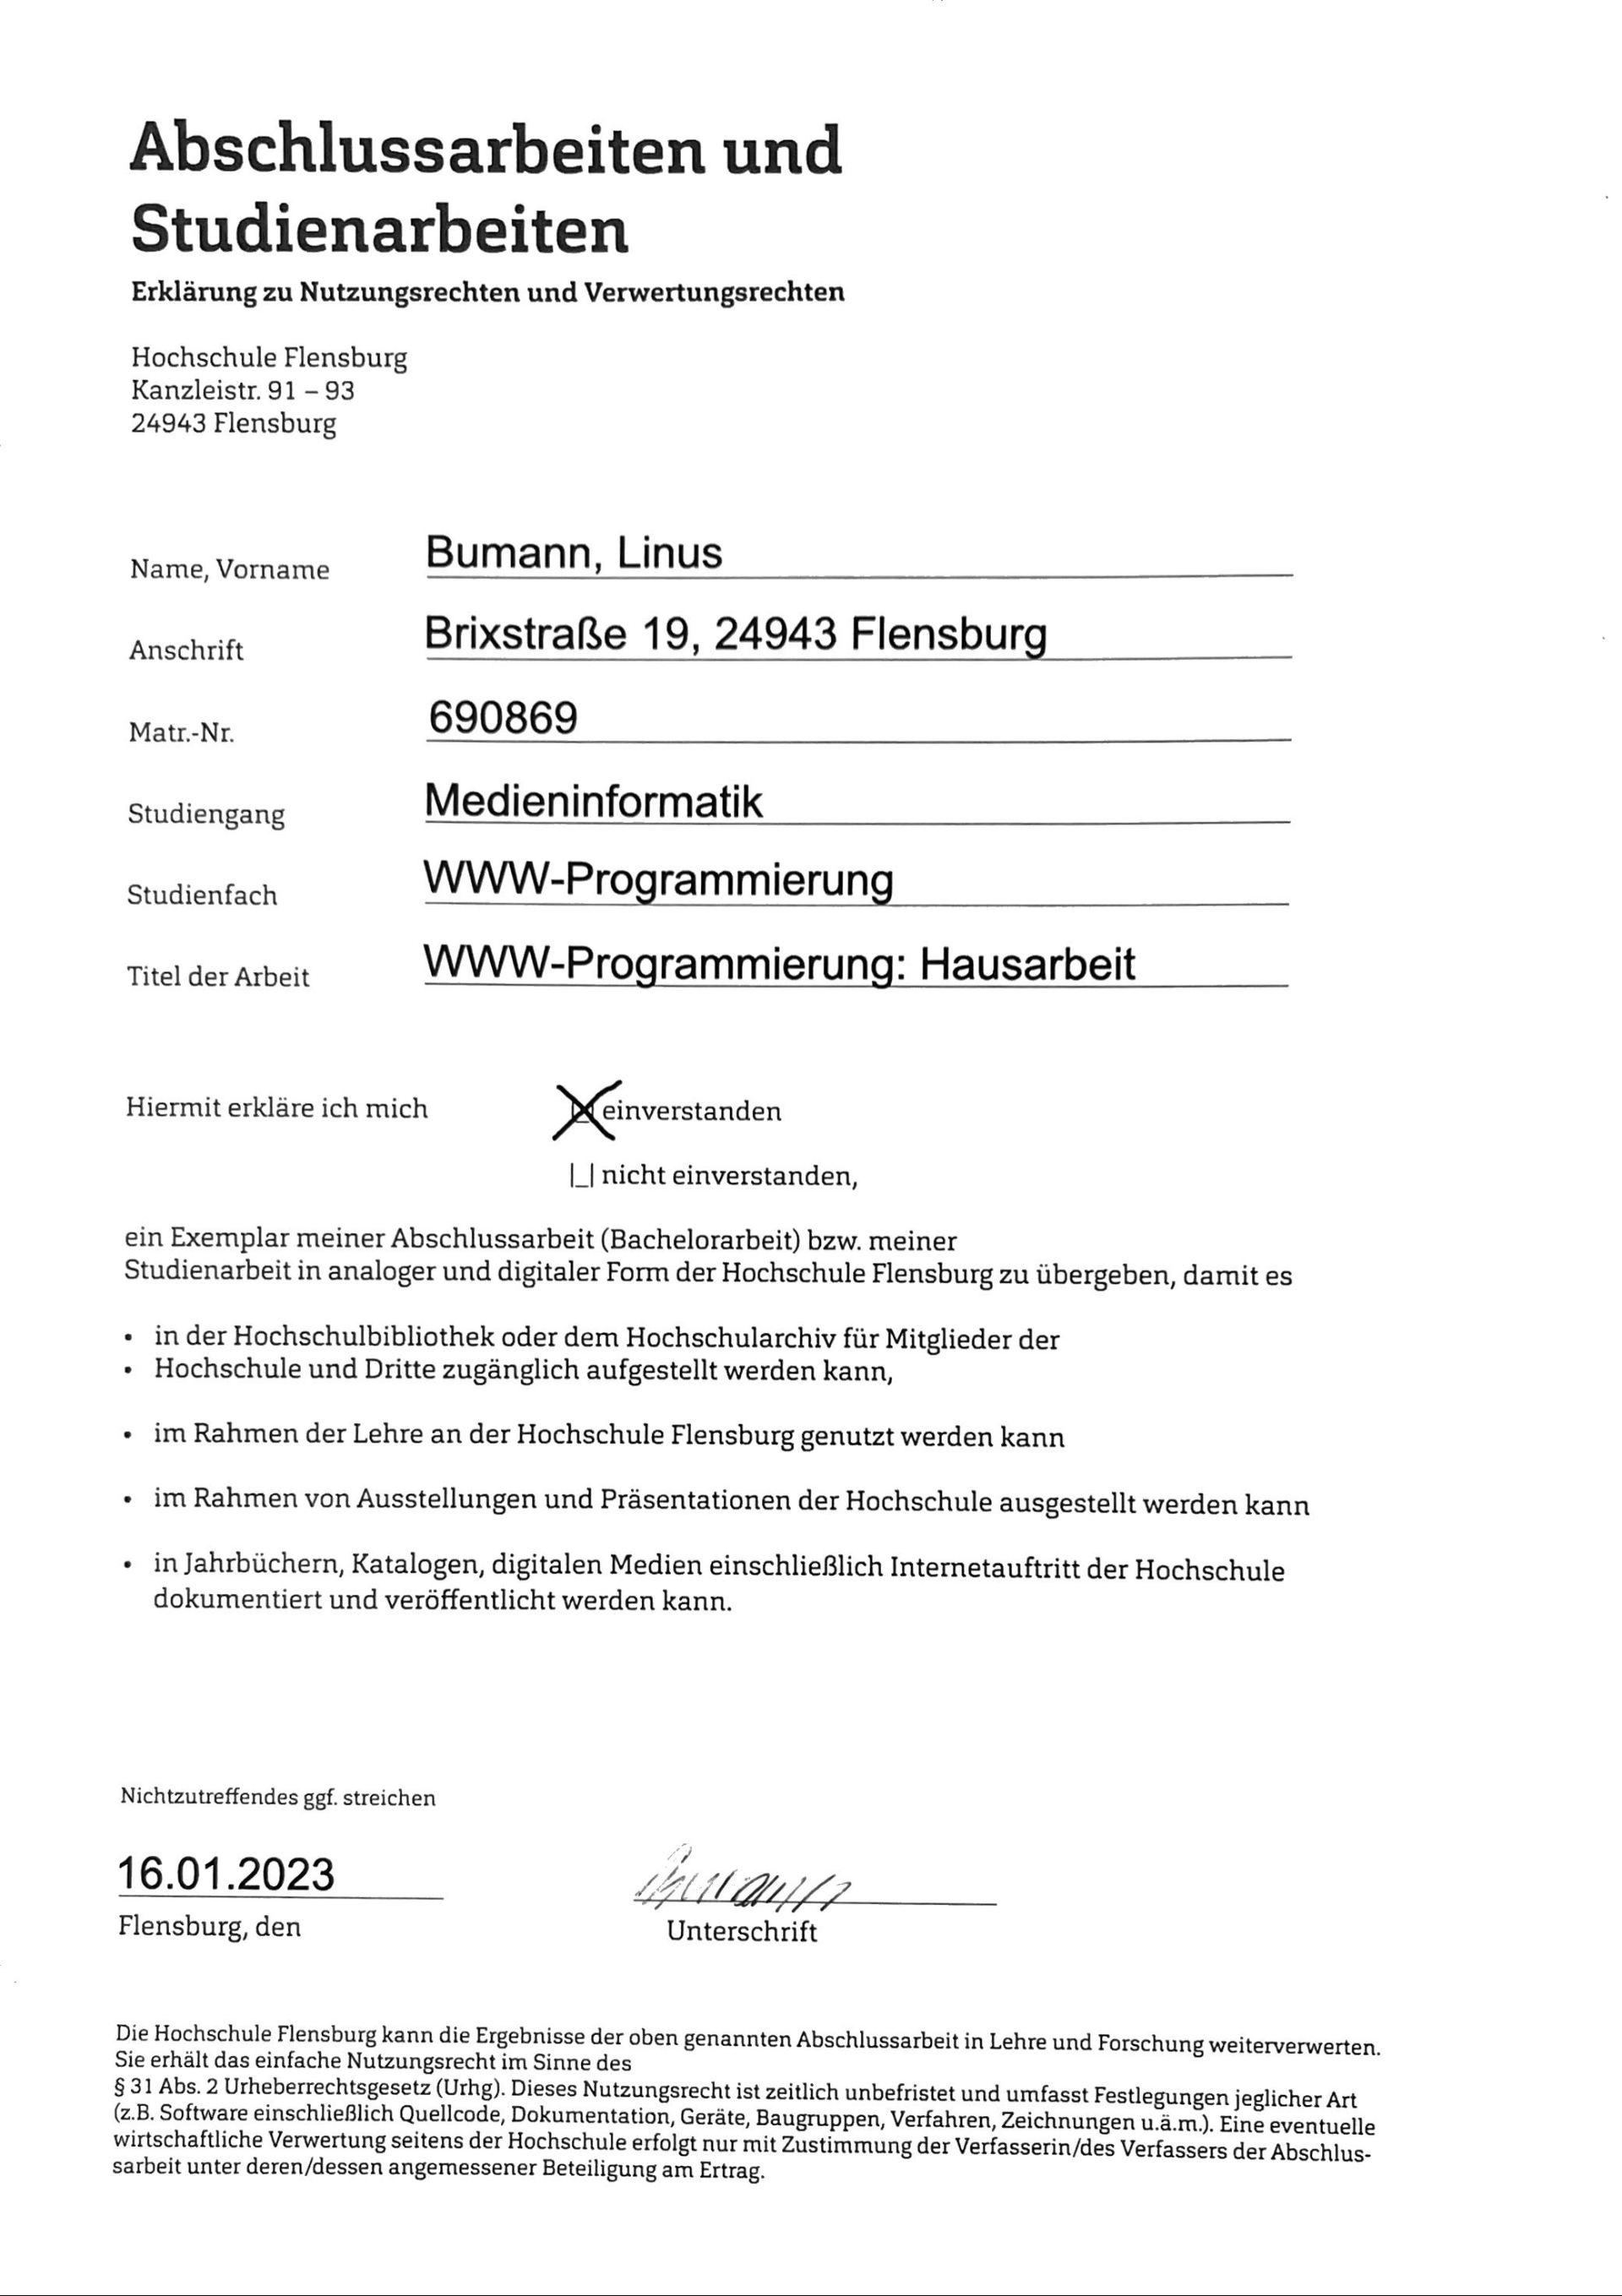 Abschlussarbeiten und
Studienarbeiten
Erklärung zu Nutzungsrechten und Verwertungsrechten
Hochschule Flensburg
Kanzleistr. 91 – 93
24943 Flensburg
Name, Vorname Bumann, Linus
Anschrift Brixstraße 19, 24943 Flensburg
Matr.-Nr. 690869
Studiengang Medieninformatik
Studienfach WWW-Programmierung
Titel der Arbeit WWW-Programmierung: Hausarbeit
Hiermit erkläre ich mich einverstanden
|_| nicht einverstanden,
ein Exemplar meiner Abschlussarbeit (Bachelorarbeit) bzw. meiner
Studienarbeit in analoger und digitaler Form der Hochschule Flensburg zu übergeben, damit es
• in der Hochschulbibliothek oder dem Hochschularchiv für Mitglieder der
• Hochschule und Dritte zugänglich aufgestellt werden kann,
• im Rahmen der Lehre an der Hochschule Flensburg genutzt werden kann
• im Rahmen von Ausstellungen und Präsentationen der Hochschule ausgestellt werden kann
• in Jahrbüchern, Katalogen, digitalen Medien einschließlich Internetauftritt der Hochschule
dokumentiert und veröffentlicht werden kann.
Nichtzutreffendes ggf. streichen
16.01.2023 Bumann
Flensburg, den Unterschrift
Die Hochschule Flensburg kann die Ergebnisse der oben genannten Abschlussarbeit in Lehre und Forschung weiterverwerten.
Sie erhält das einfache Nutzungsrecht im Sinne des
§ 31 Abs. 2 Urheberrechtsgesetz (Urhg). Dieses Nutzungsrecht ist zeitlich unbefristet und umfasst Festlegungen jeglicher Art
(z.B. Software einschließlich Quellcode, Dokumentation, Geräte, Baugruppen, Verfahren, Zeichnungen u.ä.m.). Eine eventuelle
wirtschaftliche Verwertung seitens der Hochschule erfolgt nur mit Zustimmung der Verfasserin/des Verfassers der Abschlus-
sarbeit unter deren/dessen angemessener Beteiligung am Ertrag.